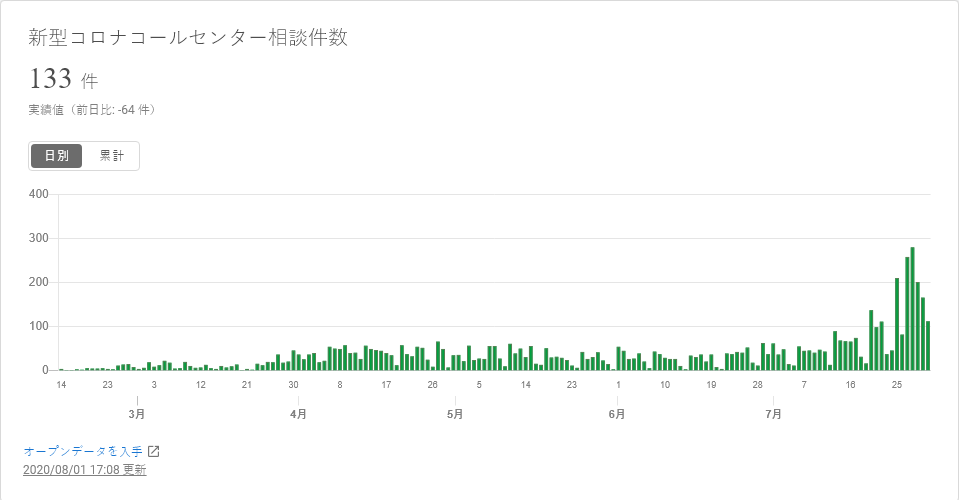 新型コロナコールセンター相談件数
133 件
実績値（前日比: -64 件）
日別 累計
400
300
200
100
0
14 23 3 12 21 30 8 17 26 5 14 23 1 10 19 28 7 16 25
3月 4月 5月 6月 7月
オープンデータを入手
2020/08/01 17:08 更新